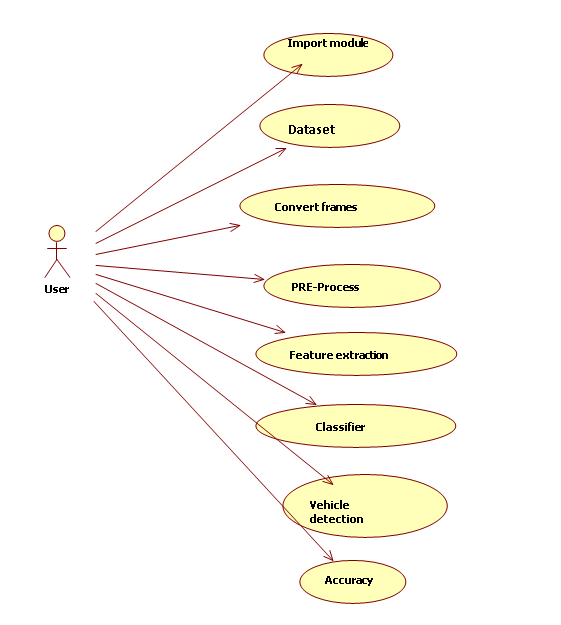 Import module
Dataset
Convert frames
User
PRE-Process
Feature extraction
Classifier
Vehicle
detection
Accuracy